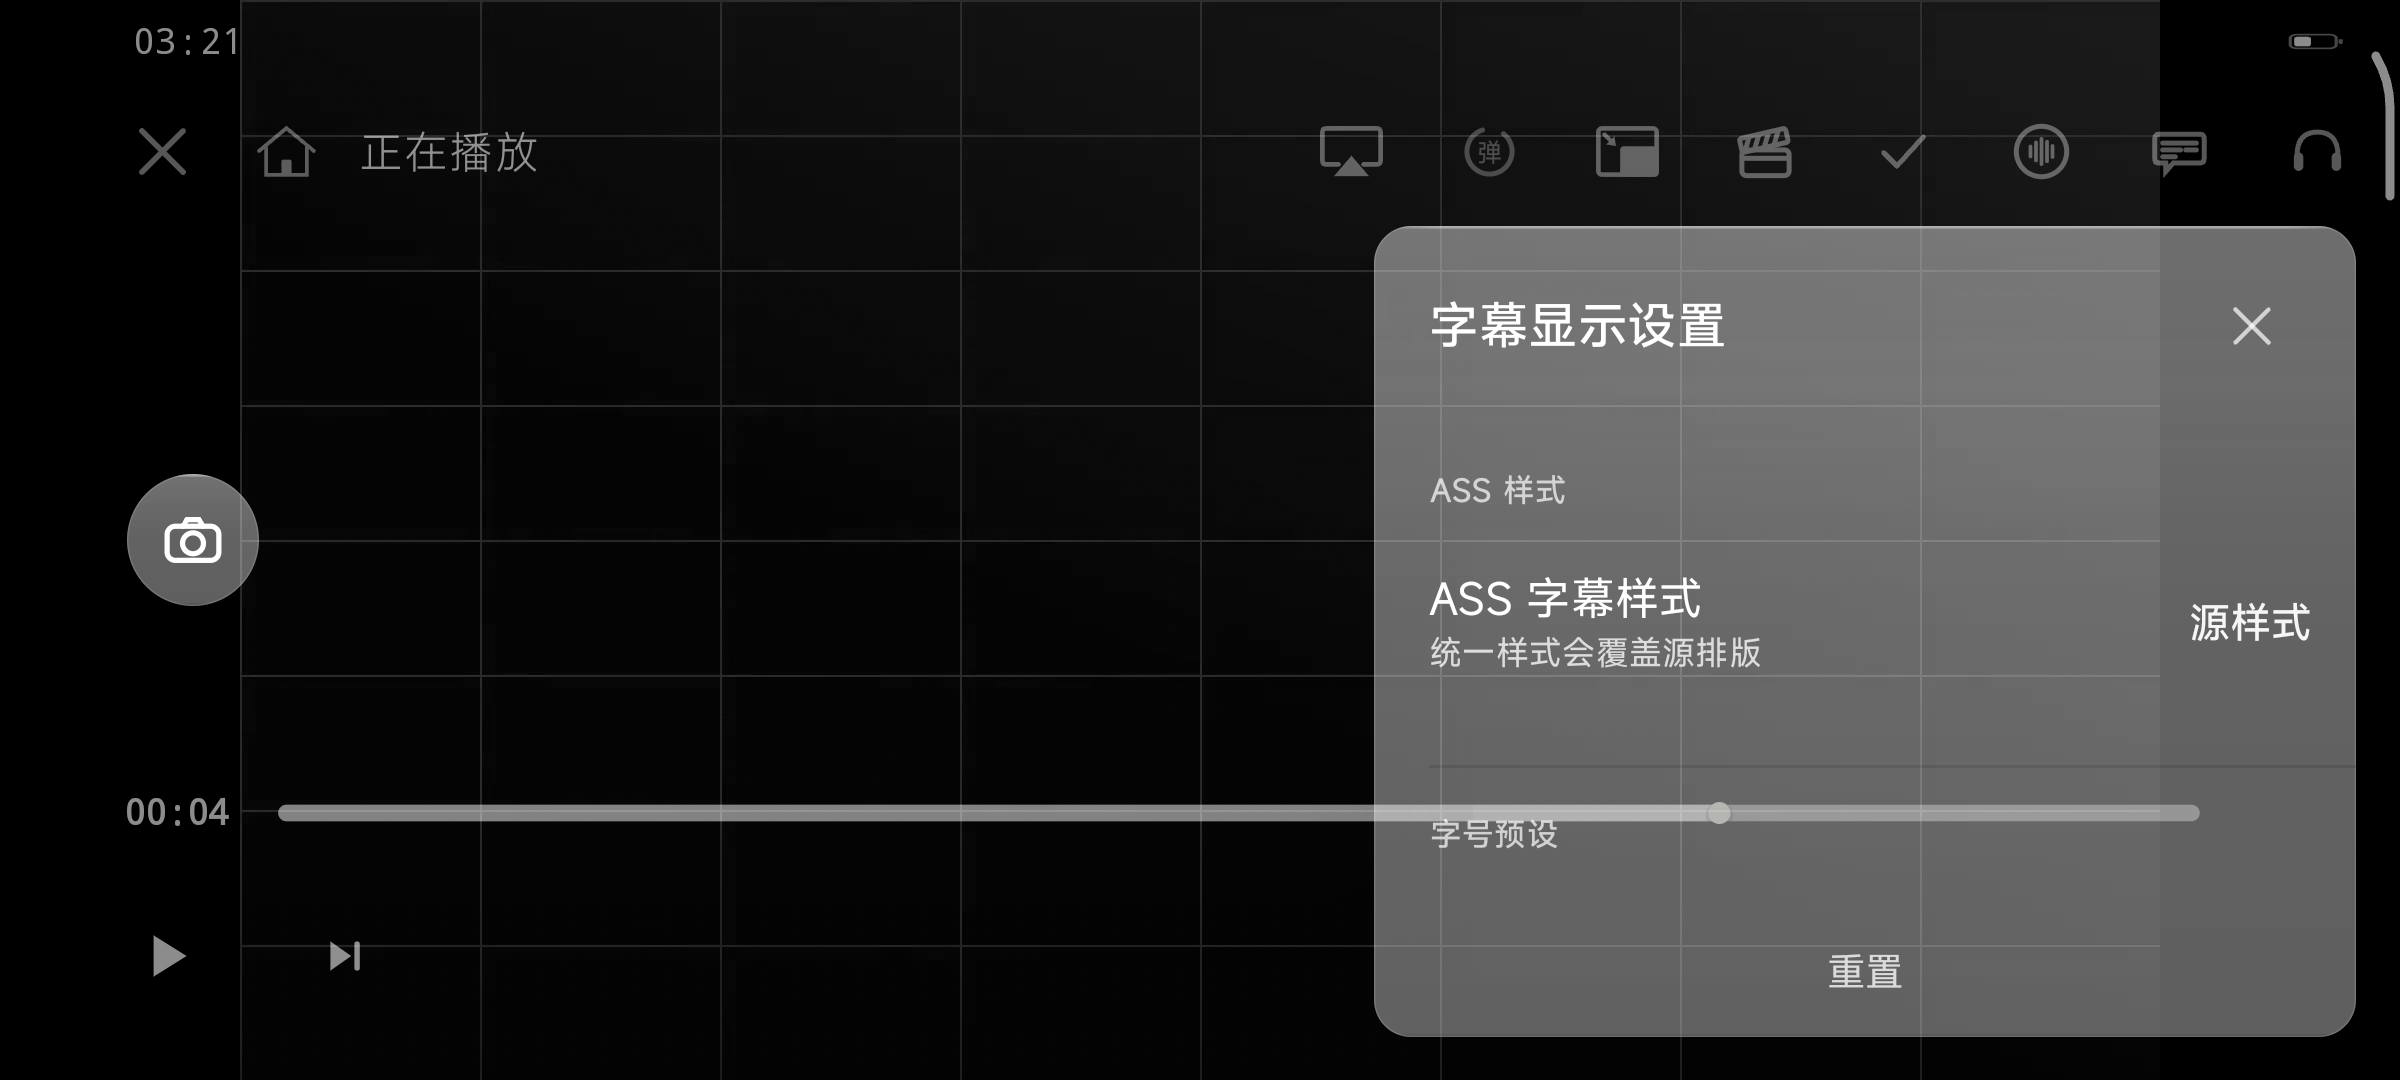 03:21
正在播放
弹
字幕显示设置
ASS 样式
ASS 字幕样式
统一样式会覆盖源排版
源样式
00:04
字号预设
重置